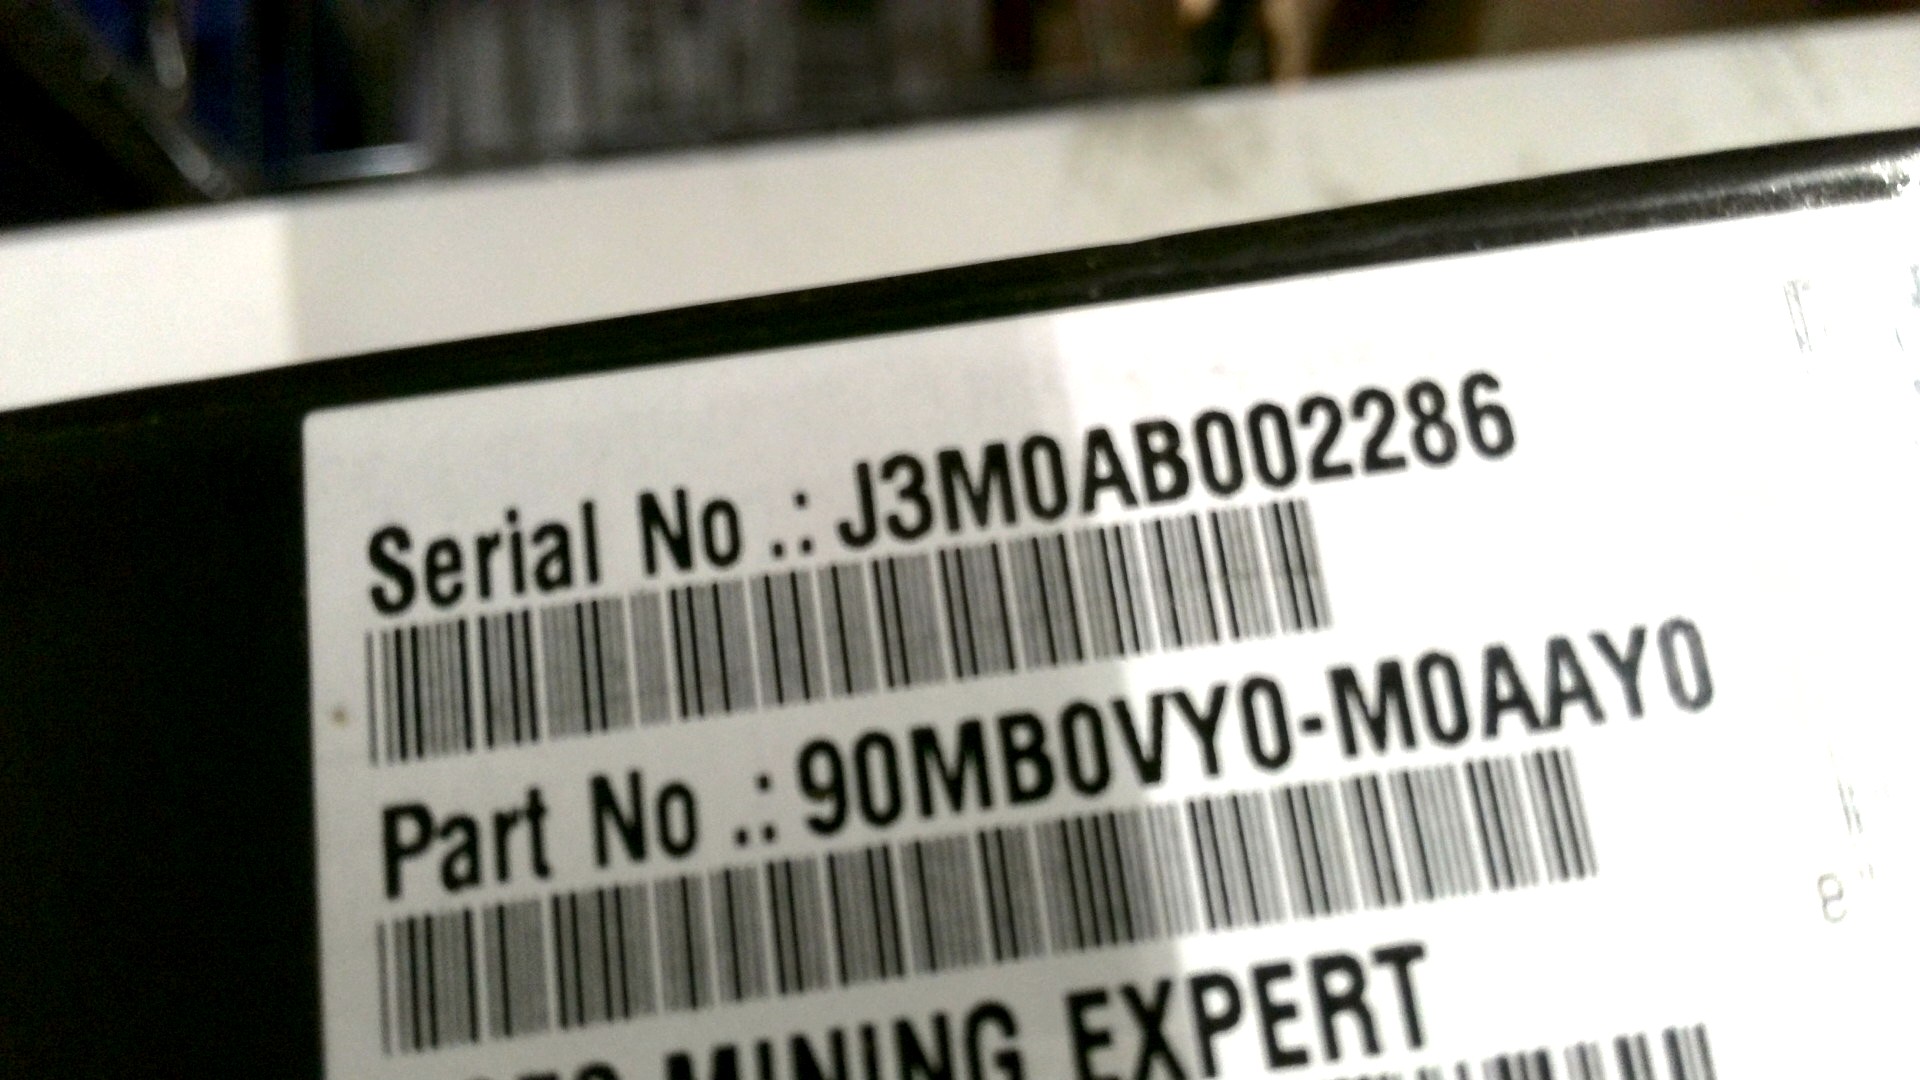 Serial No .: J3M0AB002286
Part No .: 90MB0VY0-M0AAY0
MINING EXPERT